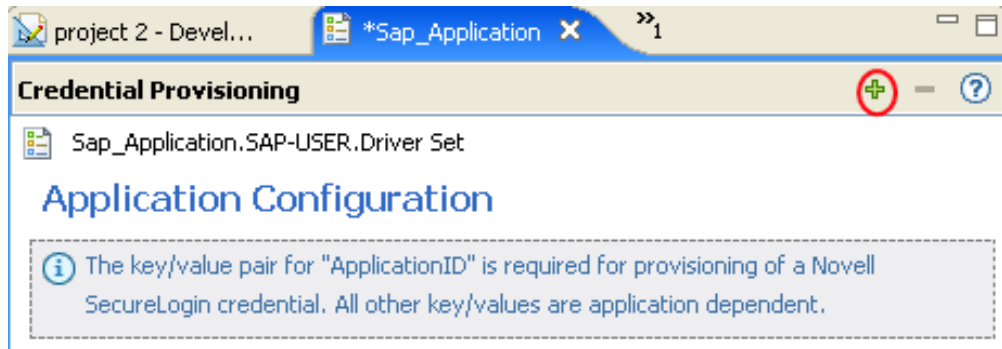 project 2 - Devel...
*Sap_Application
»1
Credential Provisioning
Sap_Application.SAP-USER.Driver Set
Application Configuration
The key/value pair for "ApplicationID" is required for provisioning of a Novell
SecureLogin credential. All other key/values are application dependent.